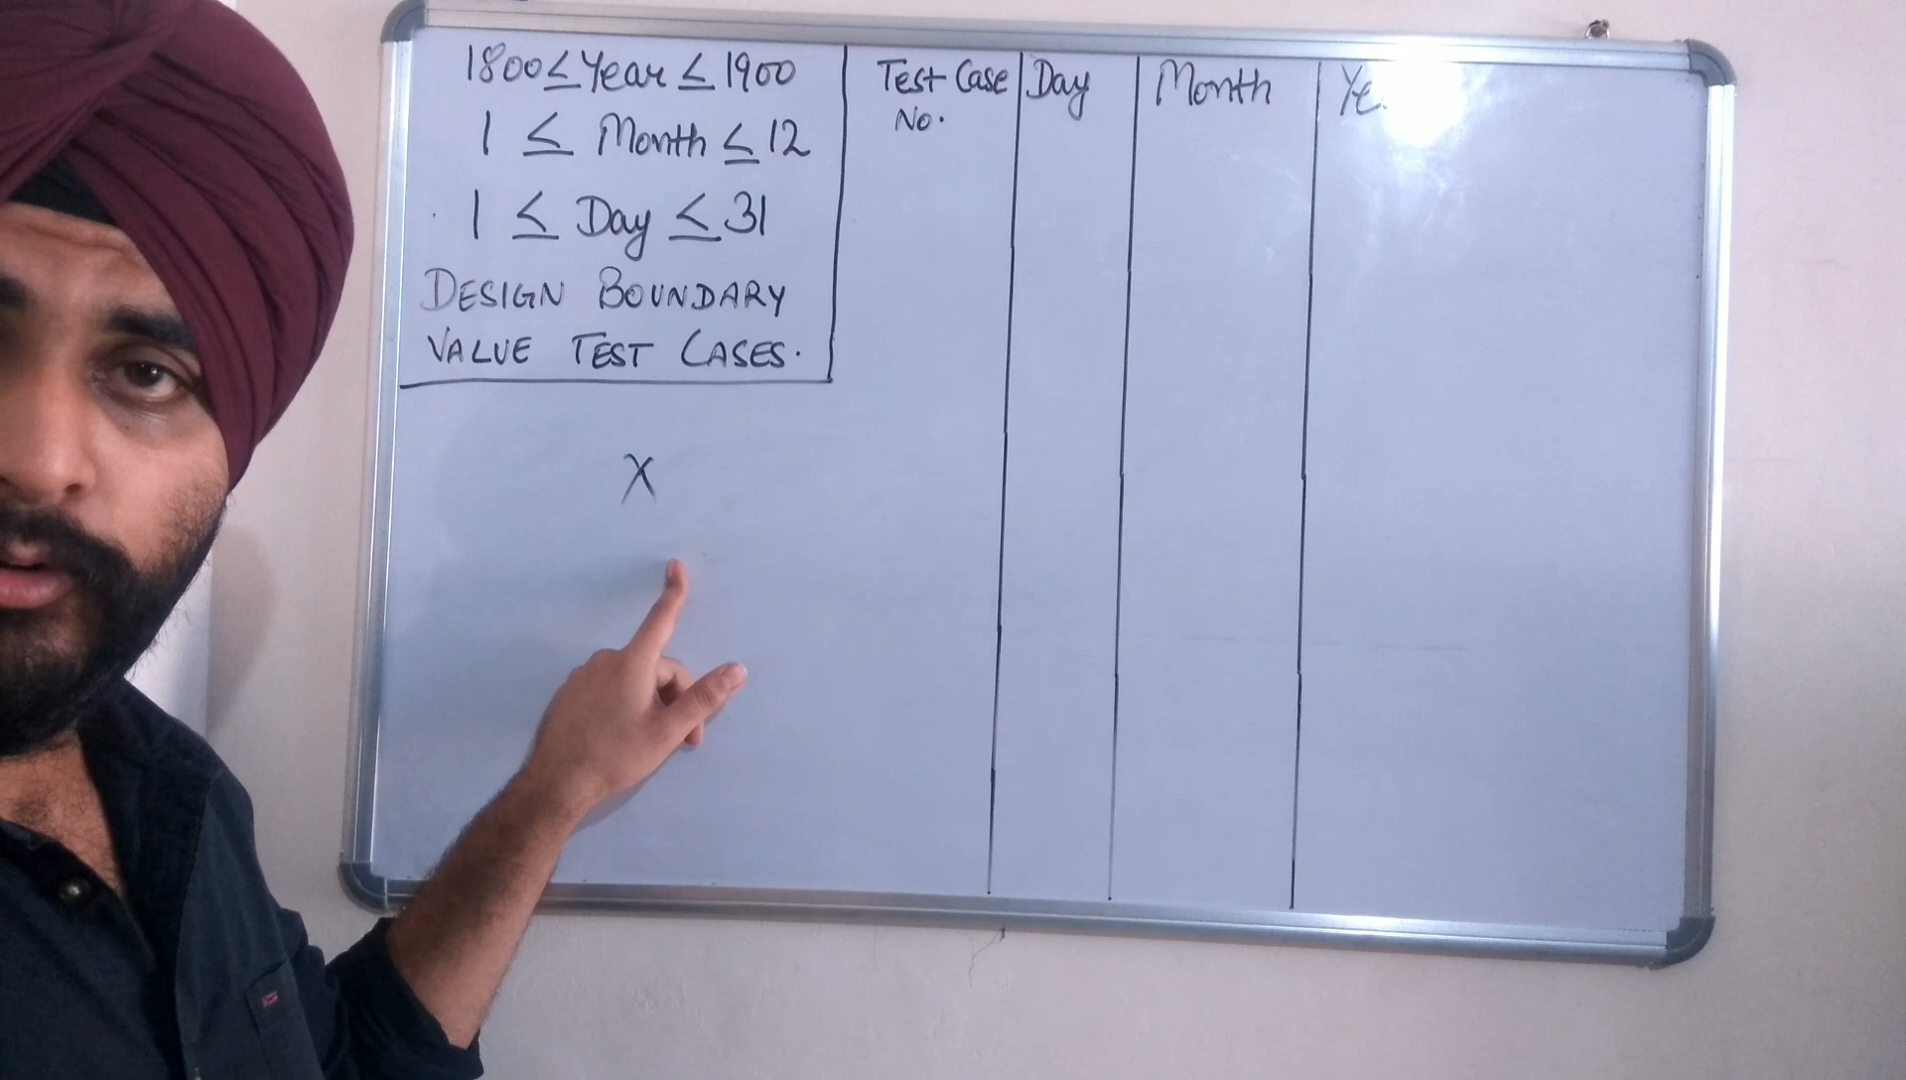 1800≤Year≤1900
1 ≤ Month ≤ 12
1 ≤ Day ≤ 31
DESIGN BOUNDARY
VALUE TEST CASES.
X
Test Case
No.
Day
Month